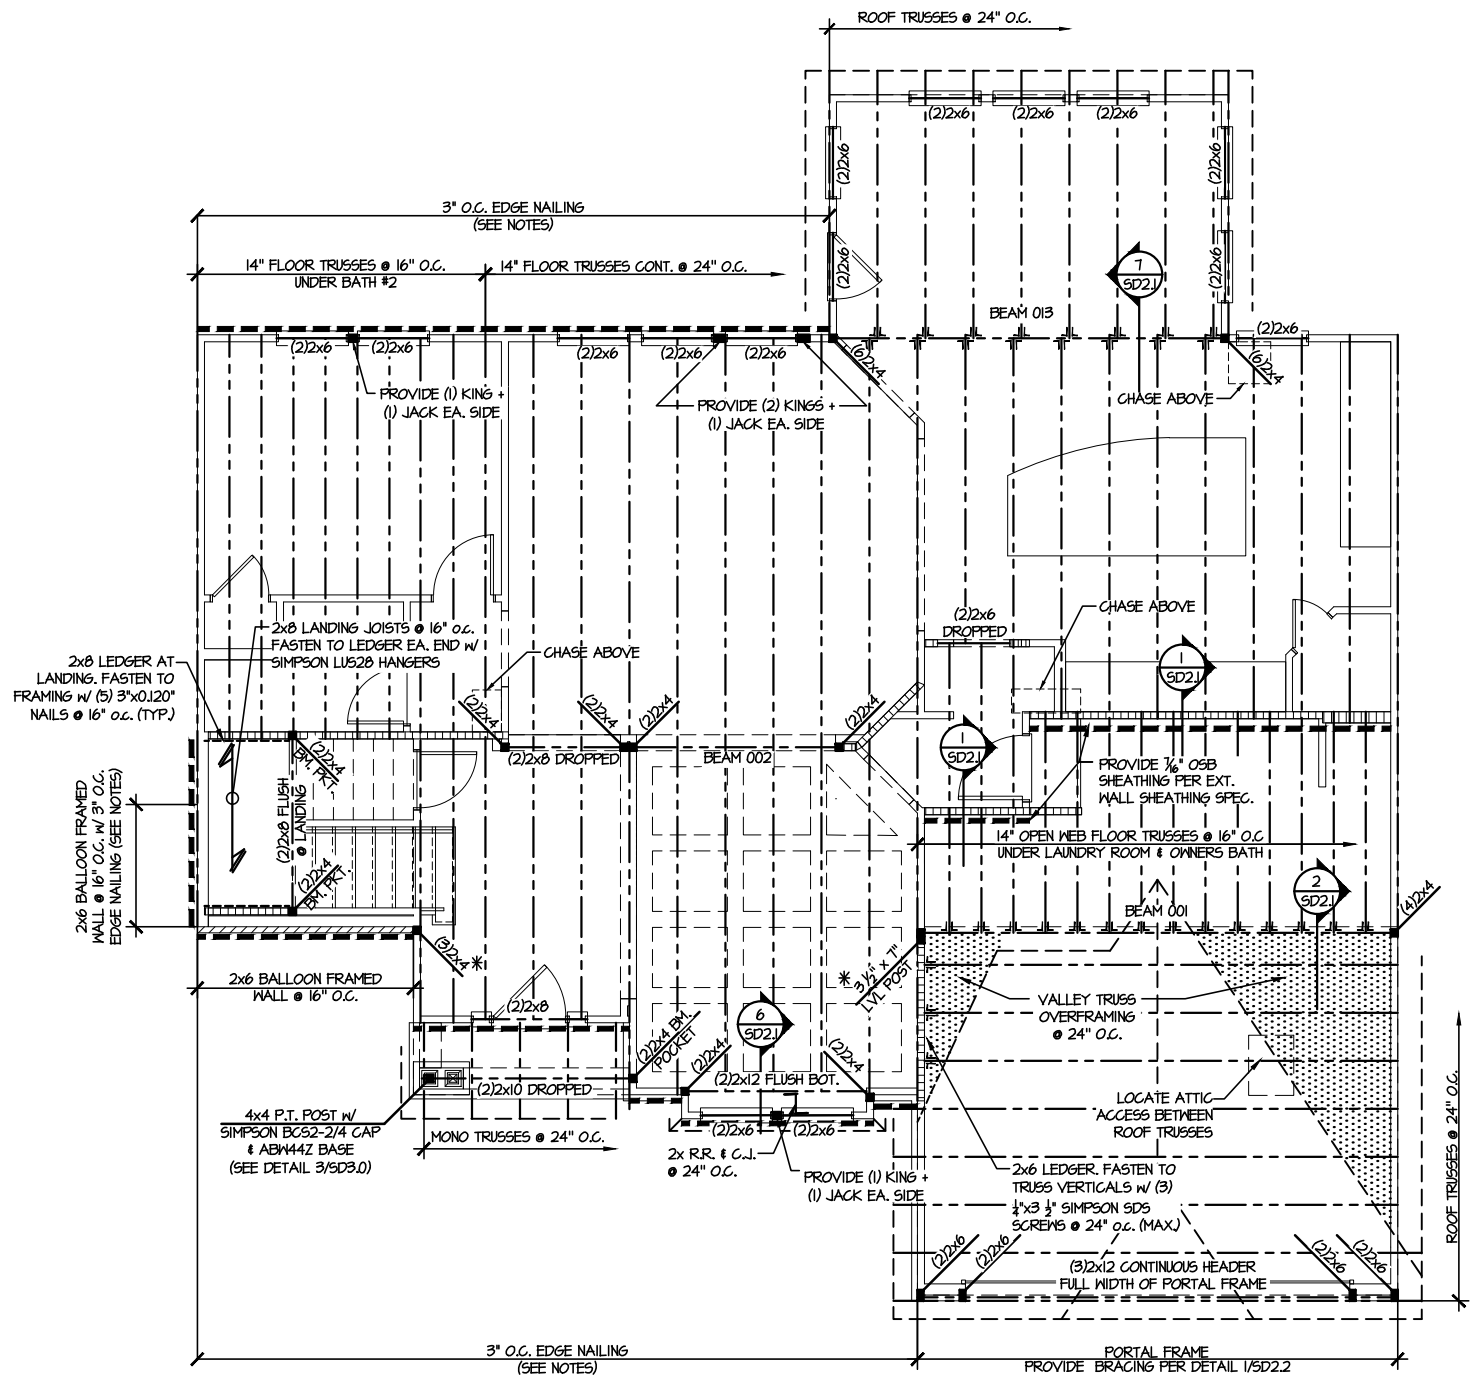 ROOF TRUSSES @ 24" O.C.
(2)2x6
(2)2x6
(2)2x6
(2)2x6
(2)2x6
3" O.C. EDGE NAILING
(SEE NOTES)
(2)2x6
(2)2x6
14" FLOOR TRUSSES @ 16" O.C.
UNDER BATH #2
14" FLOOR TRUSSES CONT. @ 24" O.C.
7
SD2.1
BEAM 013
(2)2x6
(2)2x6
(2)2x6
(2)2x6
(2)2x6
(2)2x6
(6)2x4
(6)2x4
PROVIDE (1) KING +
(1) JACK EA. SIDE
PROVIDE (2) KINGS +
(1) JACK EA. SIDE
CHASE ABOVE
CHASE ABOVE
(2)2x6
DROPPED
2x8 LANDING JOISTS @ 16" o.c.
FASTEN TO LEDGER EA. END W/
SIMPSON LUS28 HANGERS
CHASE ABOVE
2x8 LEDGER AT
LANDING. FASTEN TO
FRAMING W/ (5) 3"x0.120"
NAILS @ 16" o.c. (TYP.)
1
SD2.1
(2)2x4
(2)2x4
(2)2x4
(2)2x4
(2)2x8 DROPPED
BEAM 002
1
SD2.1
(2)2x4
BM. PKT.
PROVIDE 7/16" OSB
SHEATHING PER EXT.
WALL SHEATHING SPEC.
2x6 BALLOON FRAMED
WALL @ 16" O.C. W/ 3" O.C.
EDGE NAILING (SEE NOTES)
(2)2x8 FLUSH
@ LANDING
14" OPEN WEB FLOOR TRUSSES @ 16" O.C
UNDER LAUNDRY ROOM & OWNERS BATH
(2)2x4
BM. PKT.
2
SD2.1
BEAM 001
(4)2x4
(3)2x4 *
* 3 1/2" x 7"
LVL POST
2x6 BALLOON FRAMED
WALL @ 16" O.C.
(2)2x8
VALLEY TRUSS
OVERFRAMING
@ 24" O.C.
6
SD2.1
(2)2x4 BM.
POCKET
(2)2x4
(2)2x4
(2)2x12 FLUSH BOT.
(2)2x10 DROPPED
LOCATE ATTIC
ACCESS BETWEEN
ROOF TRUSSES
ROOF TRUSSES @ 24" O.C.
4x4 P.T. POST W/
SIMPSON BCS2-2/4 CAP
& ABW44Z BASE
(SEE DETAIL 3/SD3.0)
MONO TRUSSES @ 24" O.C.
(2)2x6
(2)2x6
2x R.R. & C.J.
@ 24" O.C.
PROVIDE (1) KING +
(1) JACK EA. SIDE
2x6 LEDGER. FASTEN TO
TRUSS VERTICALS W/ (3)
1/4"x3 1/2" SIMPSON SDS
SCREWS @ 24" o.c. (MAX.)
(2)2x6
(2)2x6
(2)2x6
(2)2x6
(3)2x12 CONTINUOUS HEADER
FULL WIDTH OF PORTAL FRAME
3" O.C. EDGE NAILING
(SEE NOTES)
PORTAL FRAME
PROVIDE BRACING PER DETAIL 1/SD2.2